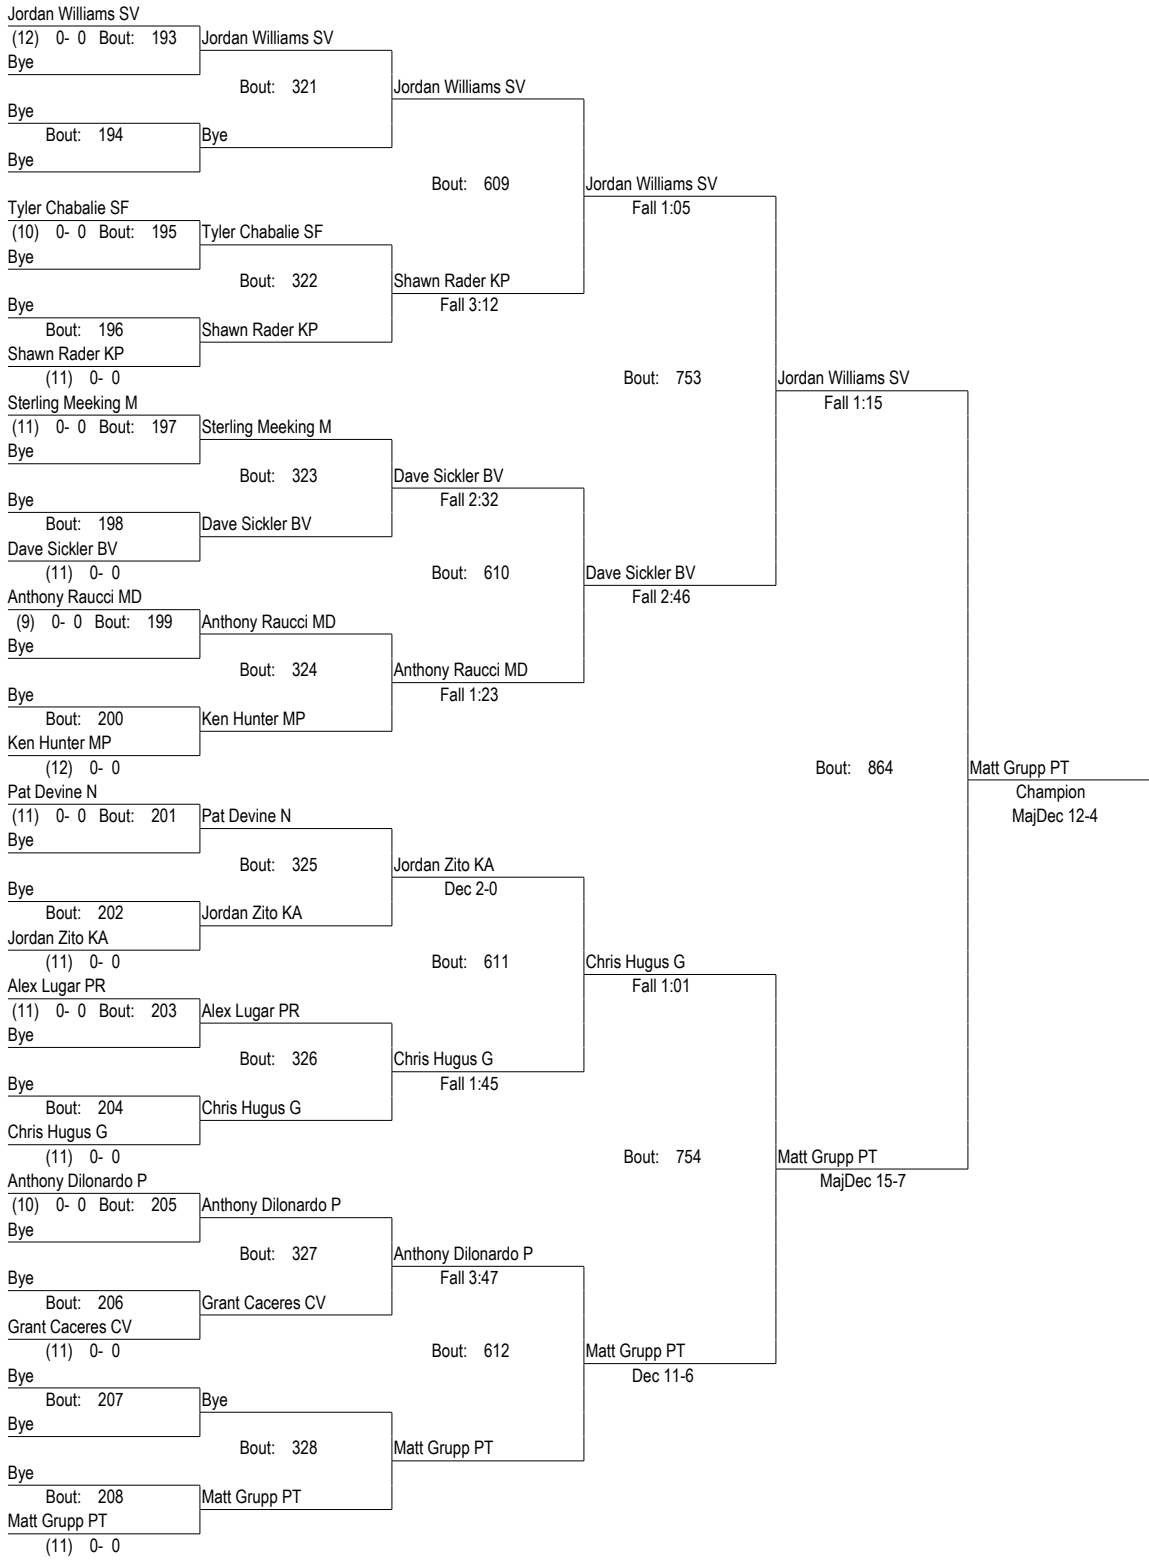 Jordan Williams SV
(12) 0- 0 Bout: 193
Jordan Williams SV
Bye
Bout: 321
Jordan Williams SV
Bye
Bout: 194
Bye
Bye
Bout: 609
Jordan Williams SV
Fall 1:05
Tyler Chabalie SF
(10) 0- 0 Bout: 195
Tyler Chabalie SF
Bye
Bout: 322
Shawn Rader KP
Fall 3:12
Bye
Bout: 196
Shawn Rader KP
Shawn Rader KP
(11) 0- 0
Bout: 753
Jordan Williams SV
Fall 1:15
Sterling Meeking M
(11) 0- 0 Bout: 197
Sterling Meeking M
Bye
Bout: 323
Dave Sickler BV
Fall 2:32
Bye
Bout: 198
Dave Sickler BV
Dave Sickler BV
(11) 0- 0
Bout: 610
Dave Sickler BV
Fall 2:46
Anthony Raucci MD
(9) 0- 0 Bout: 199
Anthony Raucci MD
Bye
Bout: 324
Anthony Raucci MD
Fall 1:23
Bye
Bout: 200
Ken Hunter MP
Ken Hunter MP
(12) 0- 0
Bout: 864
Matt Grupp PT
Champion
MajDec 12-4
Pat Devine N
(11) 0- 0 Bout: 201
Pat Devine N
Bye
Bout: 325
Jordan Zito KA
Dec 2-0
Bye
Bout: 202
Jordan Zito KA
Jordan Zito KA
(11) 0- 0
Bout: 611
Chris Hugus G
Fall 1:01
Alex Lugar PR
(11) 0- 0 Bout: 203
Alex Lugar PR
Bye
Bout: 326
Chris Hugus G
Fall 1:45
Bye
Bout: 204
Chris Hugus G
Chris Hugus G
(11) 0- 0
Bout: 754
Matt Grupp PT
MajDec 15-7
Anthony Dilonardo P
(10) 0- 0 Bout: 205
Anthony Dilonardo P
Bye
Bout: 327
Anthony Dilonardo P
Fall 3:47
Bye
Bout: 206
Grant Caceres CV
Grant Caceres CV
(11) 0- 0
Bout: 612
Matt Grupp PT
Dec 11-6
Bye
Bout: 207
Bye
Bye
Bout: 328
Matt Grupp PT
Bye
Bout: 208
Matt Grupp PT
Matt Grupp PT
(11) 0- 0